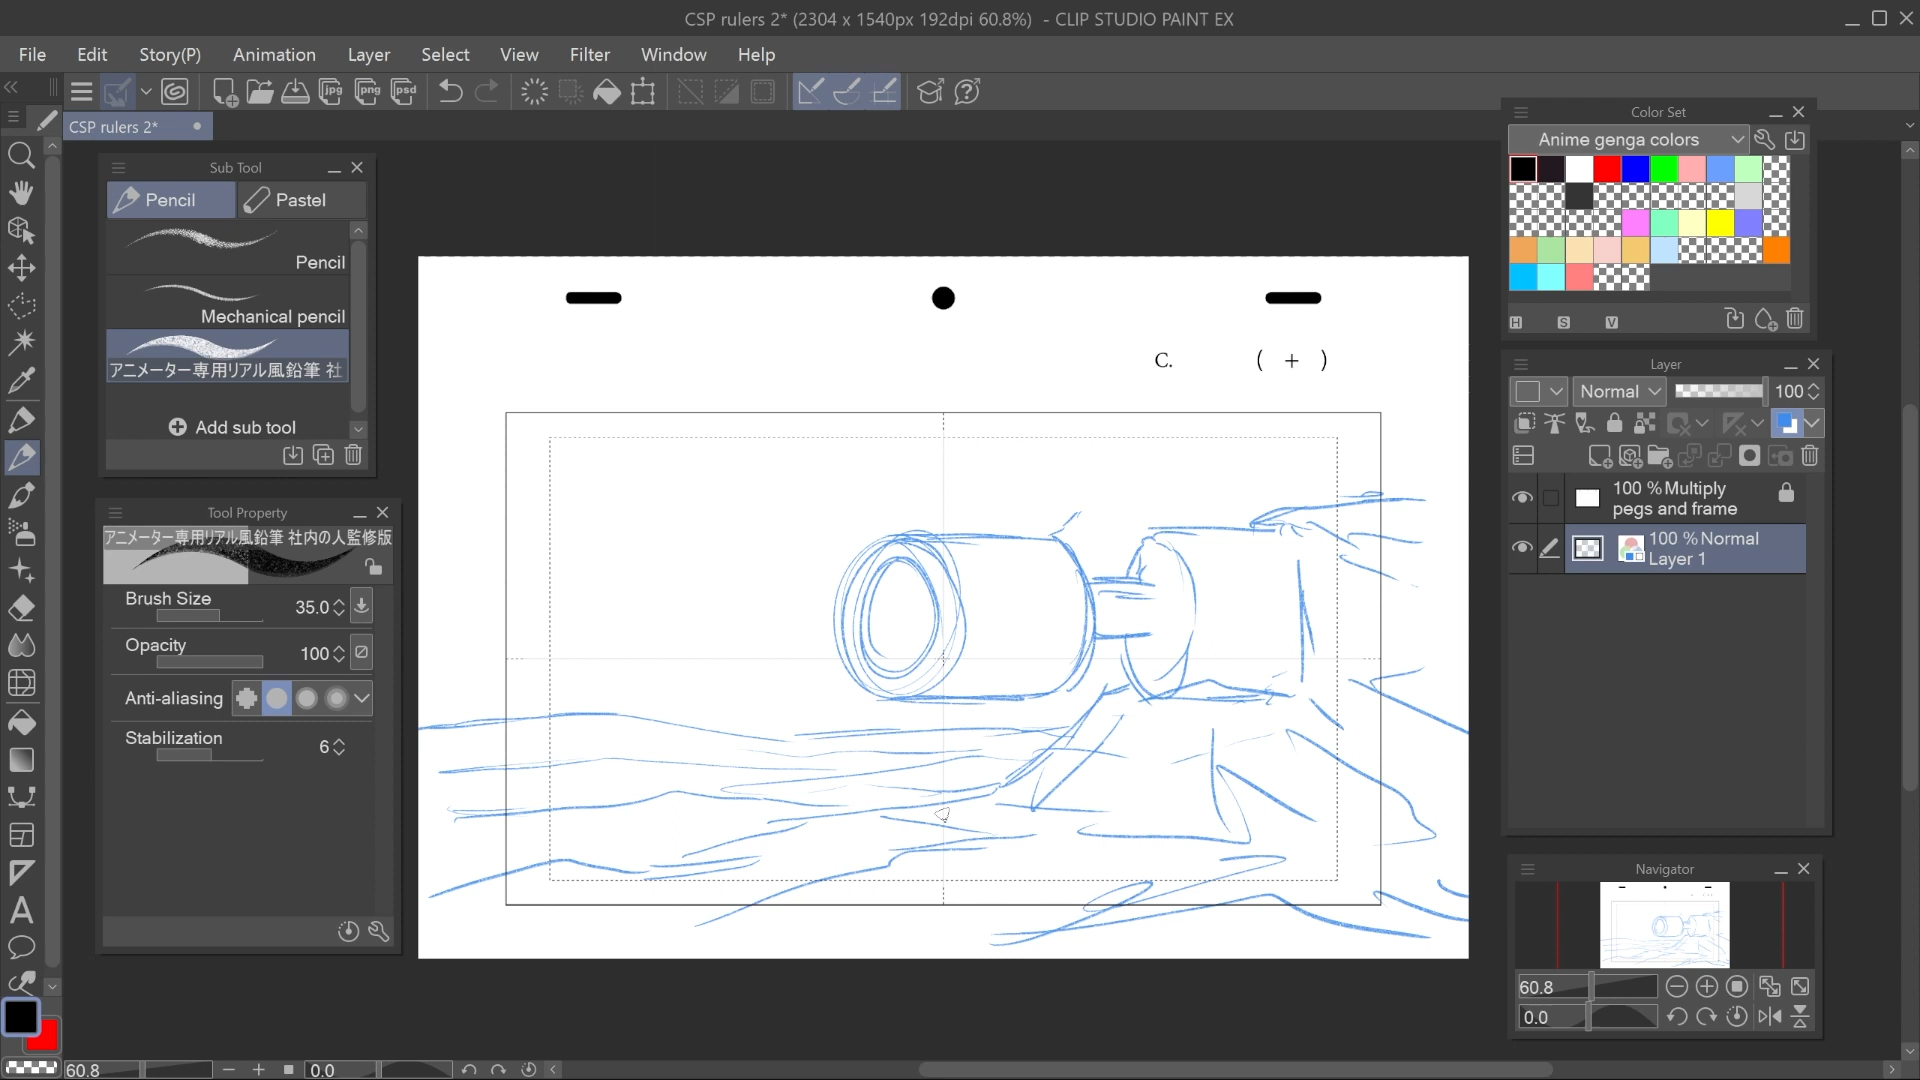 CSP rulers 2* (2304 x 1540px 192dpi 60.8%) - CLIP STUDIO PAINT EX
File Edit Story(P) Animation Layer Select View Filter Window Help
jpg png psd
CSP rulers 2*
Sub Tool
Pencil Pastel
Pencil
Mechanical pencil
アニメーター専用リアル風鉛筆 社
Add sub tool
Tool Property
アニメーター専用リアル風鉛筆 社内の人監修版
Brush Size 35.0
Opacity 100
Anti-aliasing
Stabilization 6
C. ( + )
Color Set
Anime genga colors
H S V
Layer
Normal 100
100 %Multiply
pegs and frame
100 %Normal
Layer 1
Navigator
60.8
0.0
A
60.8 0.0